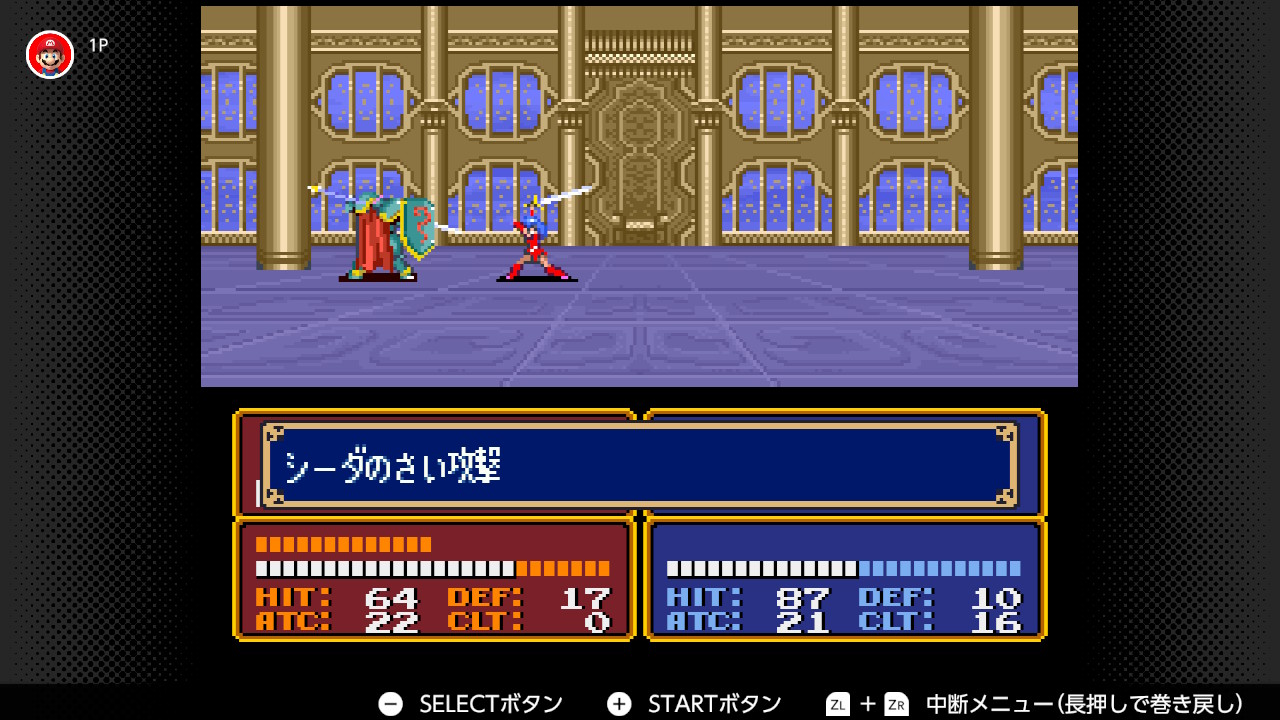 1P
シーダのさい攻撃
HIT: 64 DEF: 17
ATC: 22 CLT: 0
HIT: 87 DEF: 10
ATC: 21 CLT: 16
− SELECTボタン + STARTボタン ZL + ZR 中断メニュー(長押しで巻き戻し)